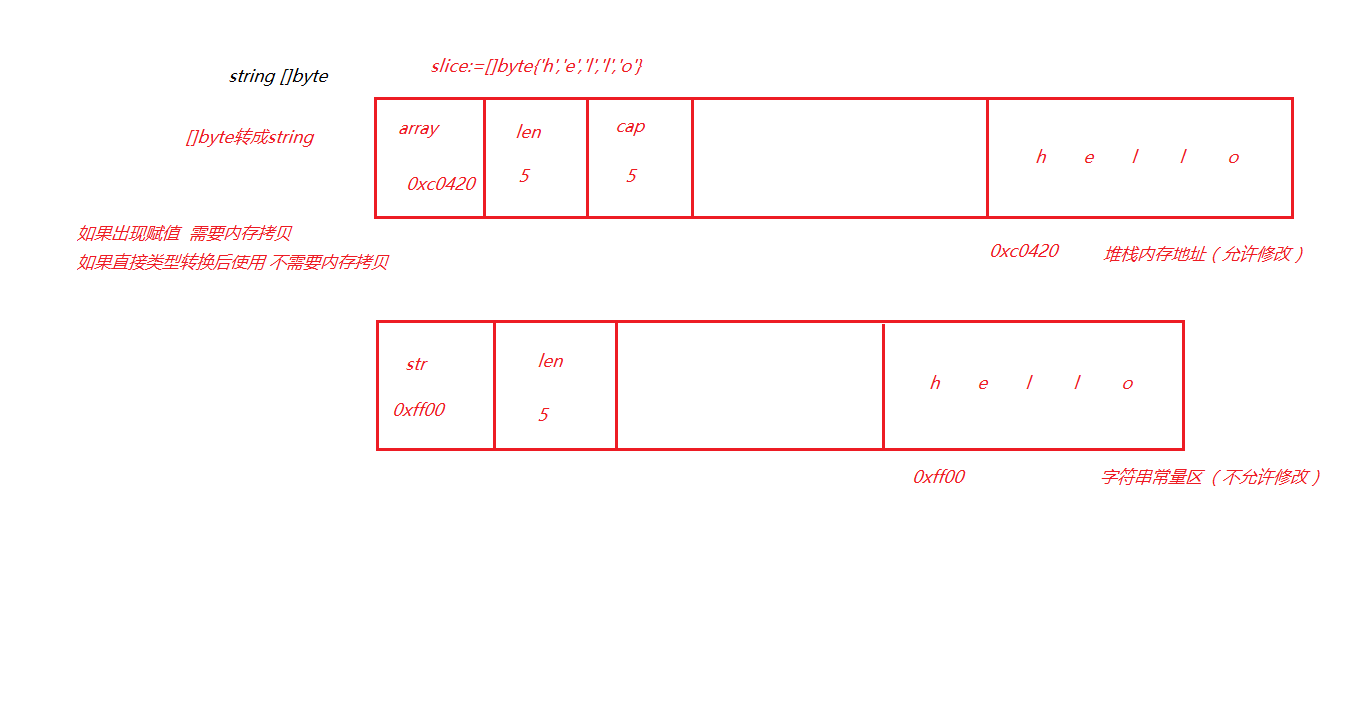 slice:=[]byte{'h','e','l','l','o'}
string []byte
[]byte转成string
array len cap
0xc0420 5 5
h e l l o
如果出现赋值 需要内存拷贝
如果直接类型转换后使用 不需要内存拷贝
0xc0420 堆栈内存地址（允许修改）
str len
0xff00 5
h e l l o
0xff00 字符串常量区（不允许修改）